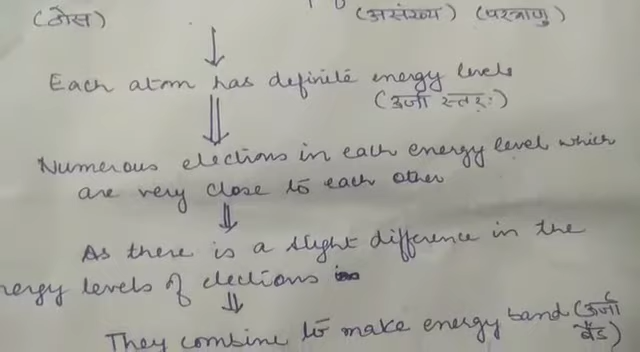 (ठोस) (असंख्य) (परमाणु)
Each atom has definite energy levels
(ऊर्जा स्तर:)
Numerous elections in each energy level which
are very close to each other
As there is a slight difference in the
nergy levels of elections
They combine to make energy band (ऊर्जा
बैंड)